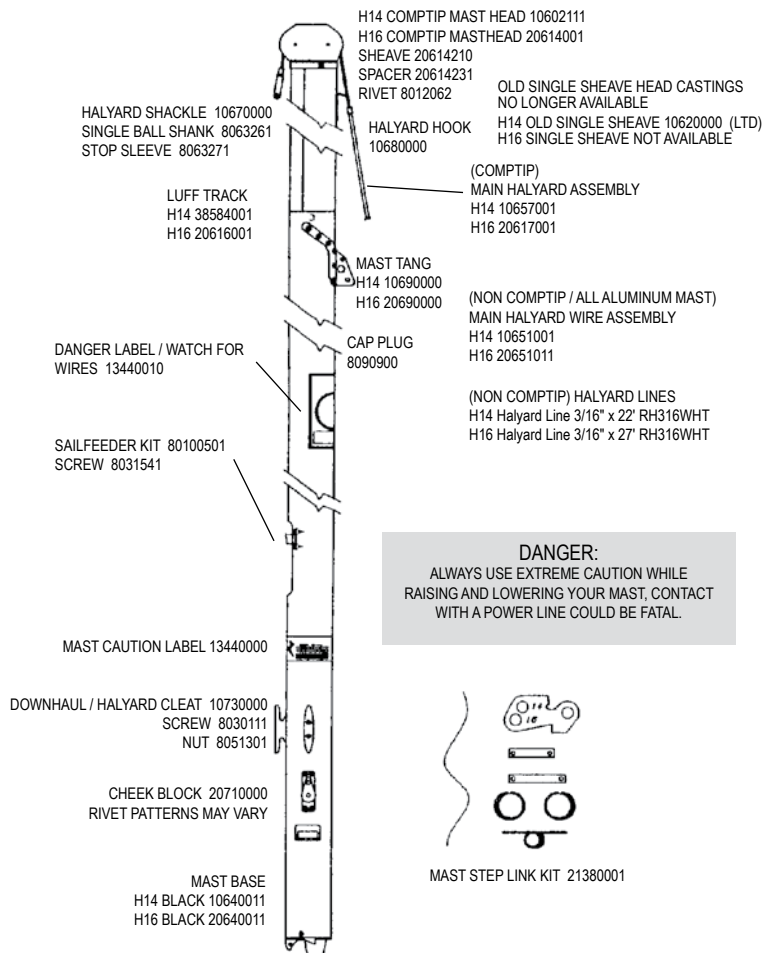 H14 COMPTIP MAST HEAD 10602111
H16 COMPTIP MASTHEAD 20614001
SHEAVE 20614210
SPACER 20614231
RIVET 8012062
OLD SINGLE SHEAVE HEAD CASTINGS
NO LONGER AVAILABLE
H14 OLD SINGLE SHEAVE 10620000 (LTD)
H16 SINGLE SHEAVE NOT AVAILABLE
HALYARD SHACKLE 10670000
SINGLE BALL SHANK 8063261
STOP SLEEVE 8063271
HALYARD HOOK
10680000
(COMPTIP)
MAIN HALYARD ASSEMBLY
H14 10657001
H16 20617001
LUFF TRACK
H14 38584001
H16 20616001
MAST TANG
H14 10690000
H16 20690000
(NON COMPTIP / ALL ALUMINUM MAST)
MAIN HALYARD WIRE ASSEMBLY
H14 10651001
H16 20651011
CAP PLUG
8090900
DANGER LABEL / WATCH FOR
WIRES 13440010
(NON COMPTIP) HALYARD LINES
H14 Halyard Line 3/16" x 22' RH316WHT
H16 Halyard Line 3/16" x 27' RH316WHT
SAILFEEDER KIT 80100501
SCREW 8031541
DANGER:
ALWAYS USE EXTREME CAUTION WHILE
RAISING AND LOWERING YOUR MAST, CONTACT
WITH A POWER LINE COULD BE FATAL.
MAST CAUTION LABEL 13440000
DOWNHAUL / HALYARD CLEAT 10730000
SCREW 8030111
NUT 8051301
14
16
CHEEK BLOCK 20710000
RIVET PATTERNS MAY VARY
MAST STEP LINK KIT 21380001
MAST BASE
H14 BLACK 10640011
H16 BLACK 20640011